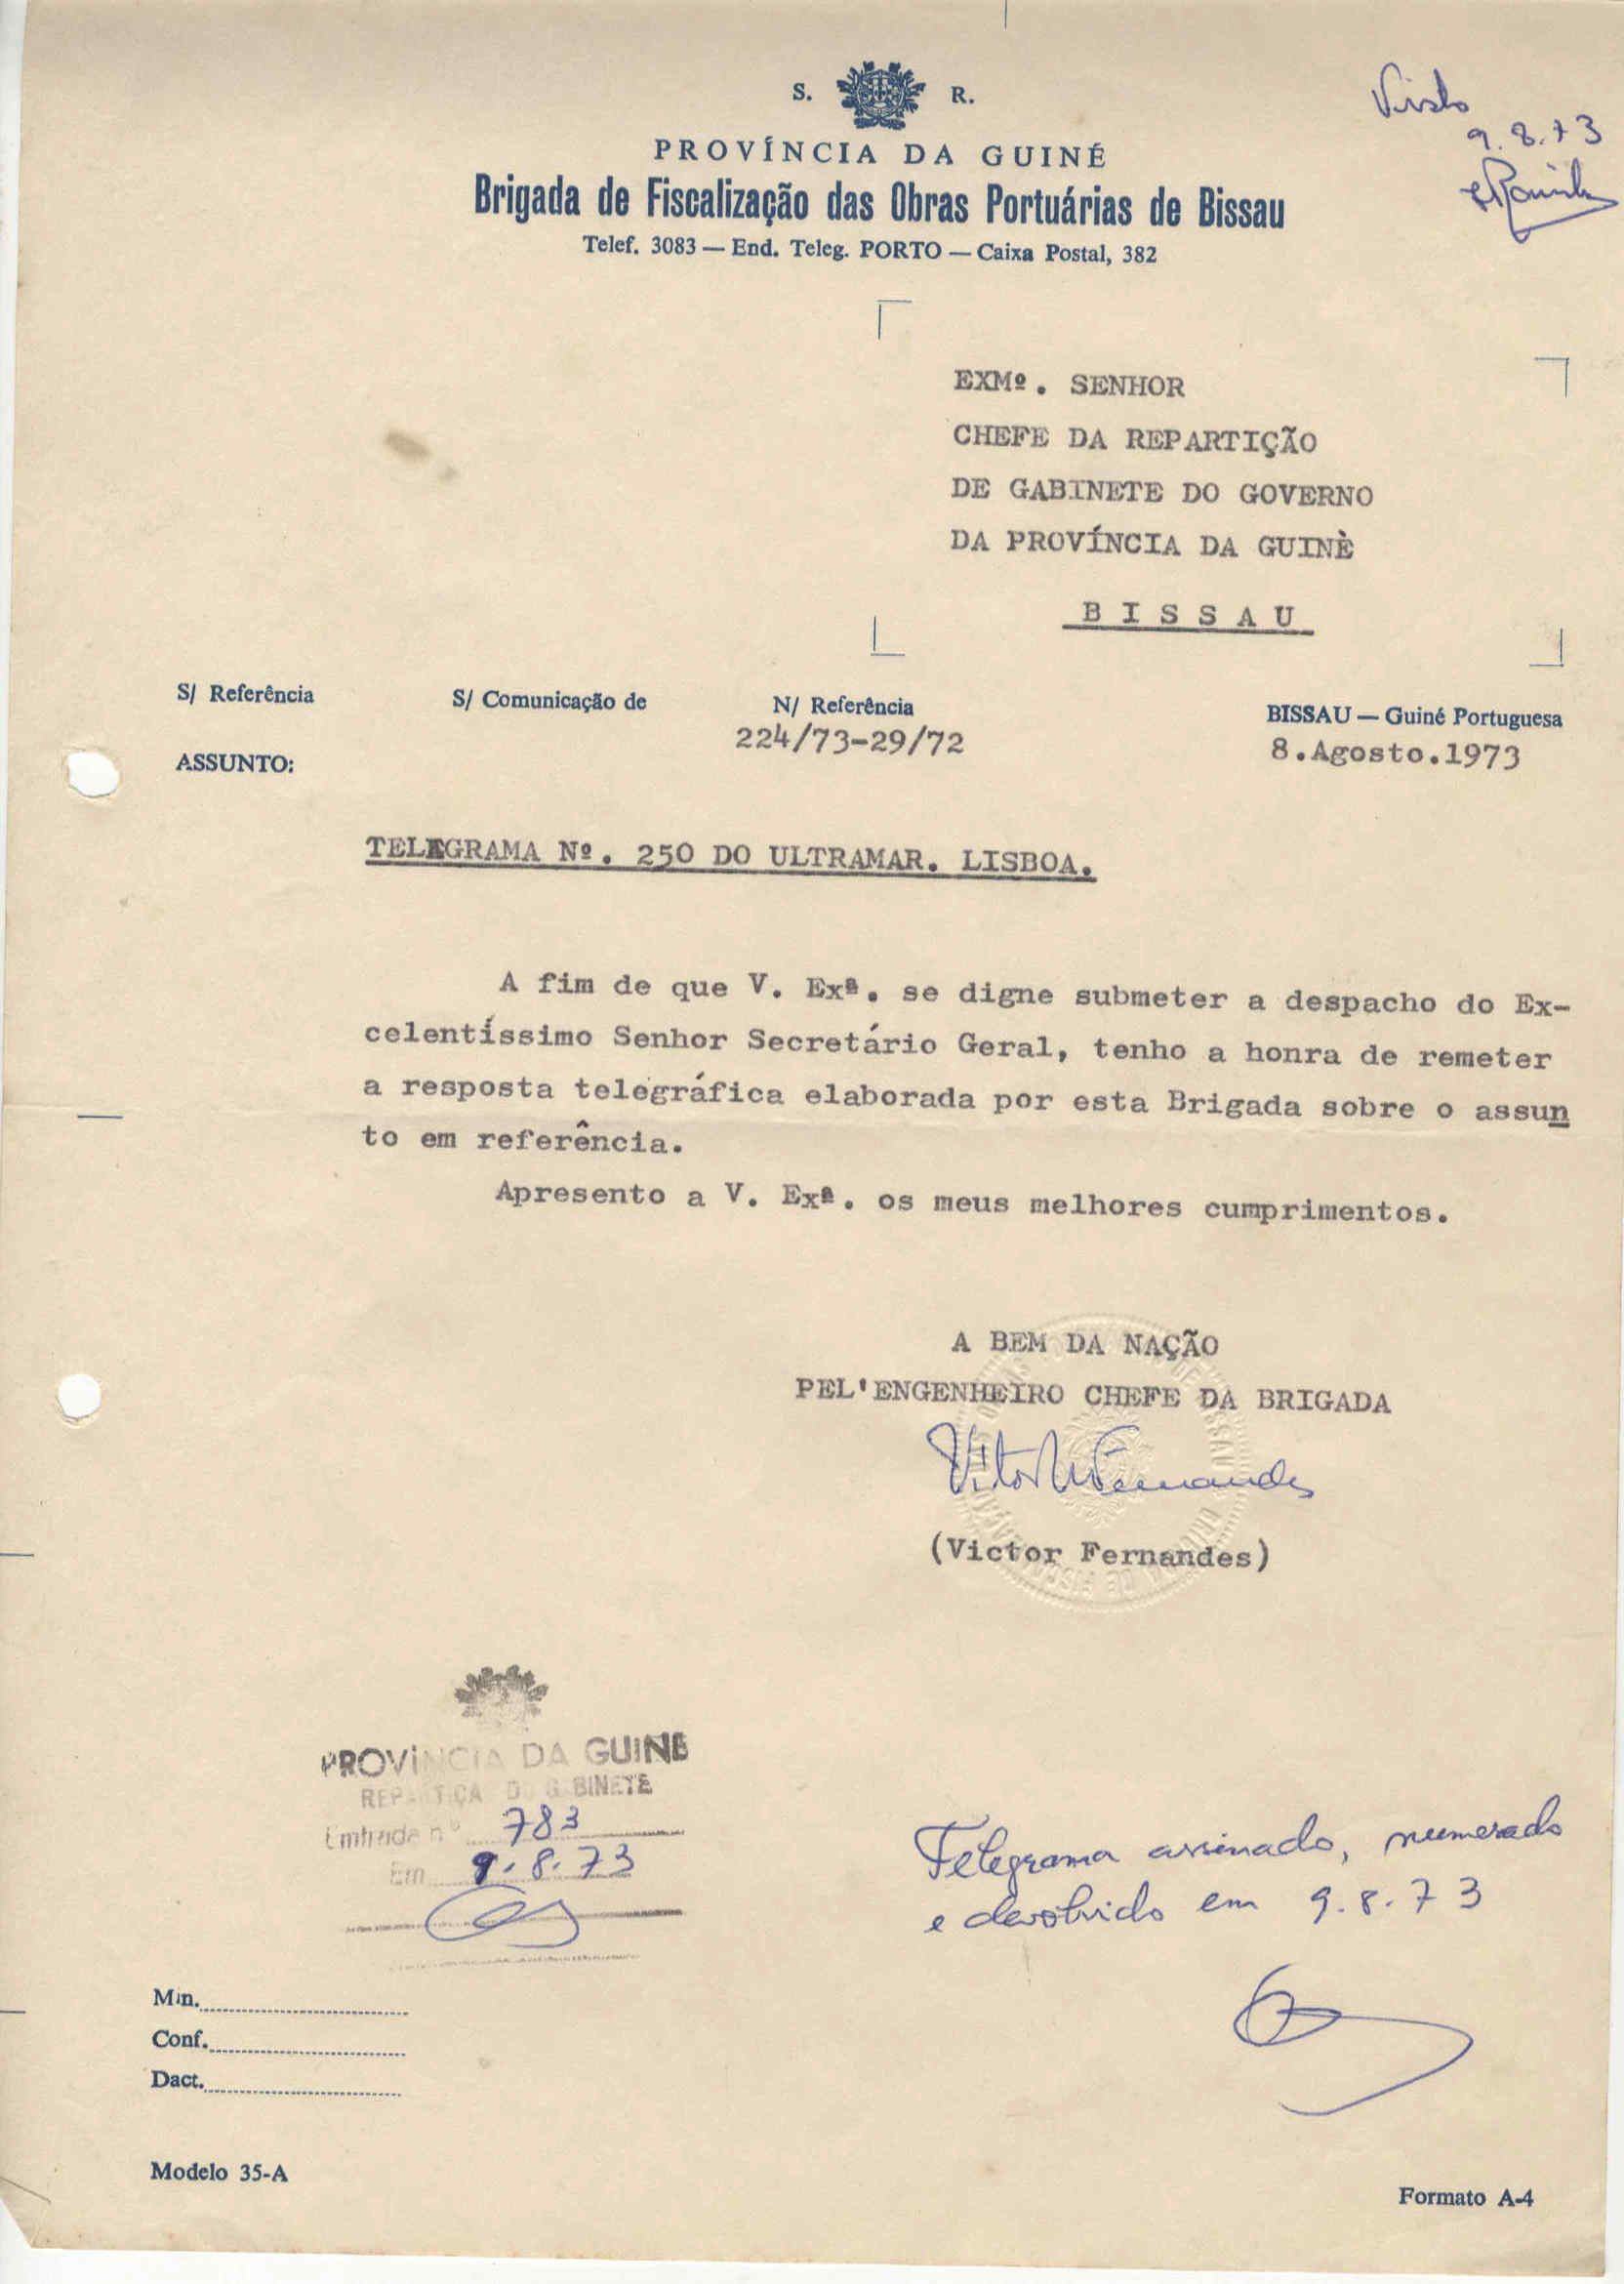 Visto
9.8.73
S. R.
PROVÍNCIA DA GUINÉ
Brigada de Fiscalização das Obras Portuárias de Bissau
Telef. 3083 — End. Teleg. PORTO — Caixa Postal, 382
EXMº. SENHOR
CHEFE DA REPARTIÇÃO
DE GABINETE DO GOVERNO
DA PROVÍNCIA DA GUINÈ
B I S S A U
S/ Referência S/ Comunicação de N/ Referência BISSAU — Guiné Portuguesa
224/73-29/72 8.Agosto.1973
ASSUNTO:
TELEGRAMA Nº. 250 DO ULTRAMAR. LISBOA.
A fim de que V. Exª. se digne submeter a despacho do Ex-
celentíssimo Senhor Secretário Geral, tenho a honra de remeter
a resposta telegráfica elaborada por esta Brigada sobre o assun
to em referência.
Apresento a V. Exª. os meus melhores cumprimentos.
A BEM DA NAÇÃO
PEL'ENGENHEIRO CHEFE DA BRIGADA
(Victor Fernandes)
PROVÍNCIA DA GUINÉ
REPARTIÇÃO DO GABINETE
Entrada nº 783
Em 9.8.73
Telegrama assinado, numerado
e devolvido em 9.8.73
Min.
Conf.
Dact.
Modelo 35-A
Formato A-4